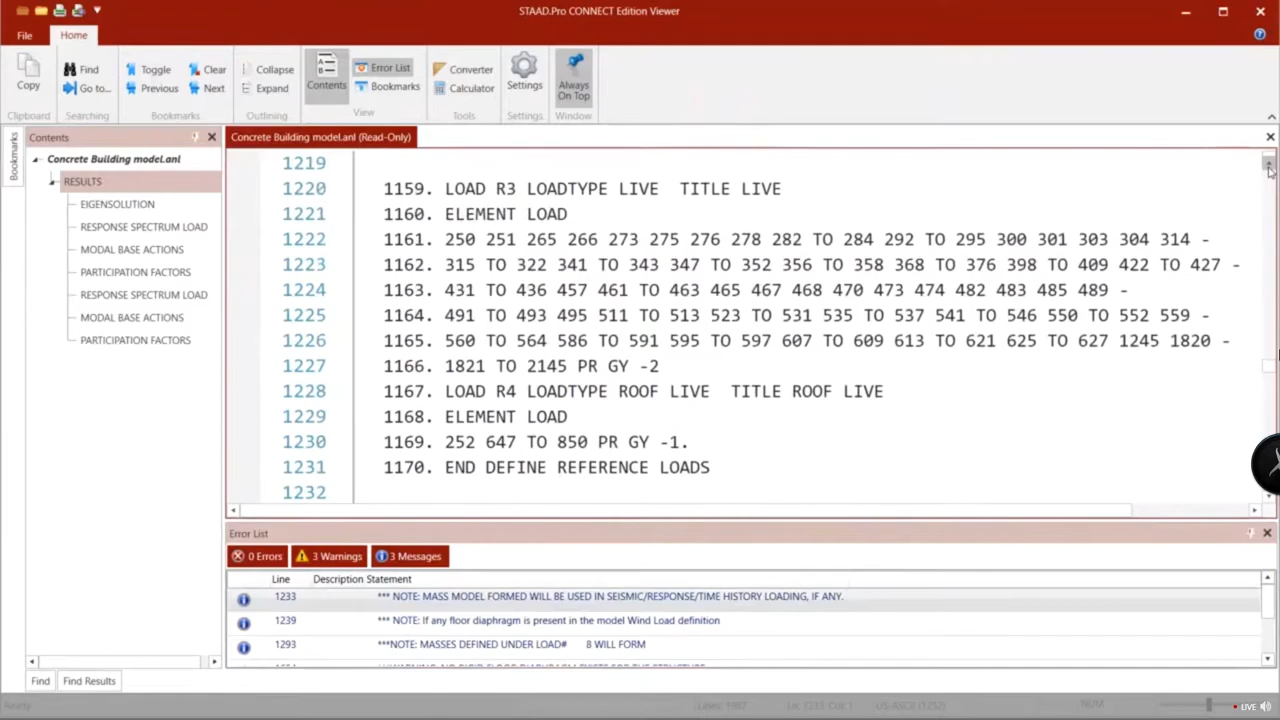 STAAD.Pro CONNECT Edition Viewer
File Home
Copy
Find
Go to...
Toggle Clear
Previous Next
Collapse
Expand
Contents
Error List
Bookmarks
Converter
Calculator
Settings
Always On Top
Clipboard Searching Bookmarks Outlining View Tools Settings Window
Bookmarks
Contents
Concrete Building model.anl
RESULTS
EIGENSOLUTION
RESPONSE SPECTRUM LOAD
MODAL BASE ACTIONS
PARTICIPATION FACTORS
RESPONSE SPECTRUM LOAD
MODAL BASE ACTIONS
PARTICIPATION FACTORS
Concrete Building model.anl (Read-Only)
1219
1220 1159. LOAD R3 LOADTYPE LIVE TITLE LIVE
1221 1160. ELEMENT LOAD
1222 1161. 250 251 265 266 273 275 276 278 282 TO 284 292 TO 295 300 301 303 304 314 -
1223 1162. 315 TO 322 341 TO 343 347 TO 352 356 TO 358 368 TO 376 398 TO 409 422 TO 427 -
1224 1163. 431 TO 436 457 461 TO 463 465 467 468 470 473 474 482 483 485 489 -
1225 1164. 491 TO 493 495 511 TO 513 523 TO 531 535 TO 537 541 TO 546 550 TO 552 559 -
1226 1165. 560 TO 564 586 TO 591 595 TO 597 607 TO 609 613 TO 621 625 TO 627 1245 1820 -
1227 1166. 1821 TO 2145 PR GY -2
1228 1167. LOAD R4 LOADTYPE ROOF LIVE TITLE ROOF LIVE
1229 1168. ELEMENT LOAD
1230 1169. 252 647 TO 850 PR GY -1.
1231 1170. END DEFINE REFERENCE LOADS
1232
Error List
0 Errors 3 Warnings 3 Messages
Line Description Statement
1233 *** NOTE: MASS MODEL FORMED WILL BE USED IN SEISMIC/RESPONSE/TIME HISTORY LOADING, IF ANY.
1239 *** NOTE: If any floor diaphragm is present in the model Wind Load definition
1293 ***NOTE: MASSES DEFINED UNDER LOAD# 8 WILL FORM
Find Find Results
Ready Lines: 1987 Ln: 1233 Col: 1 US-ASCII (1252) NUM
LIVE